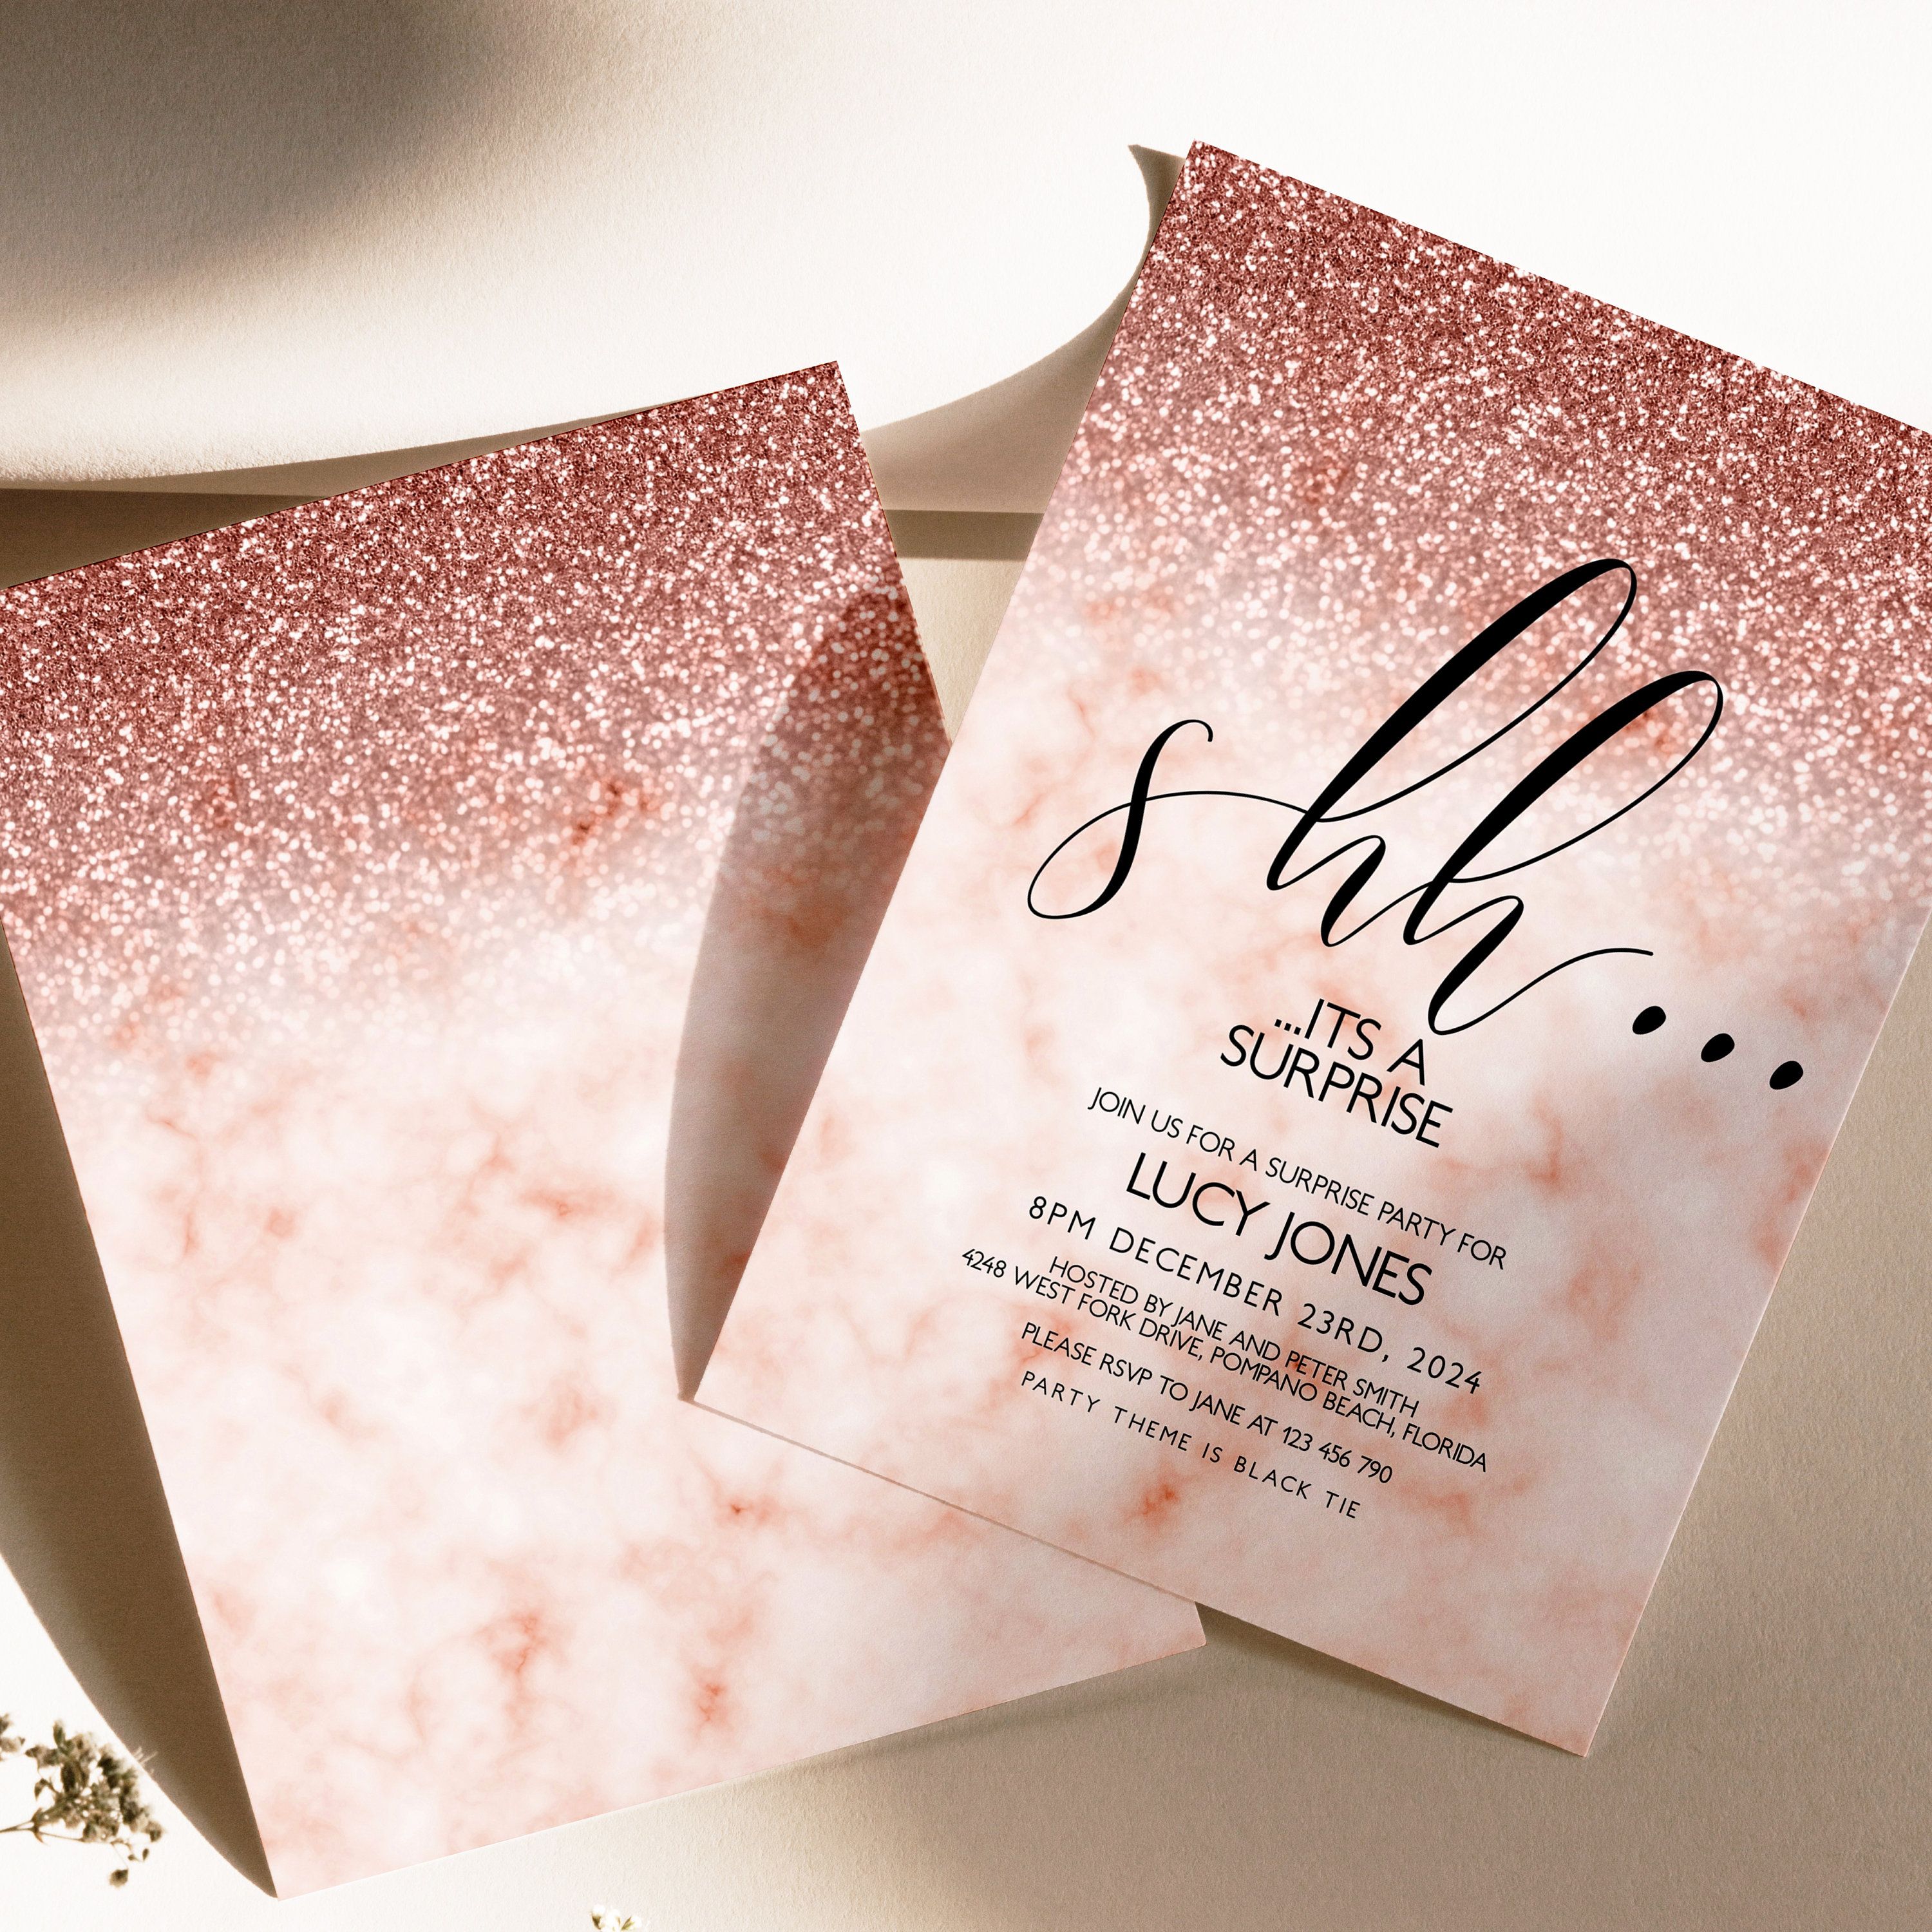 shh...
...ITS A
SURPRISE
JOIN US FOR A SURPRISE PARTY FOR
LUCY JONES
8PM DECEMBER 23RD, 2024
HOSTED BY JANE AND PETER SMITH
4248 WEST FORK DRIVE, POMPANO BEACH, FLORIDA
PLEASE RSVP TO JANE AT 123 456 790
PARTY THEME IS BLACK TIE